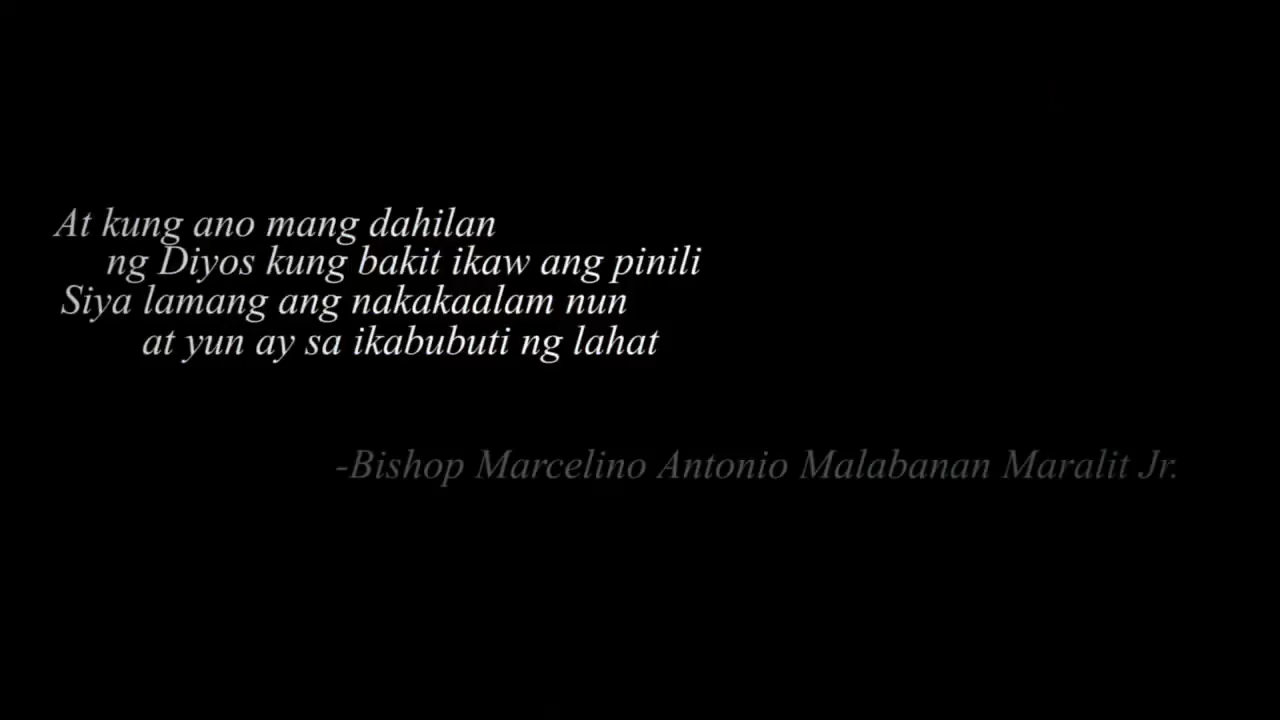 At kung ano mang dahilan
ng Diyos kung bakit ikaw ang pinili
Siya lamang ang nakakaalam nun
at yun ay sa ikabubuti ng lahat
-Bishop Marcelino Antonio Malabanan Maralit Jr.